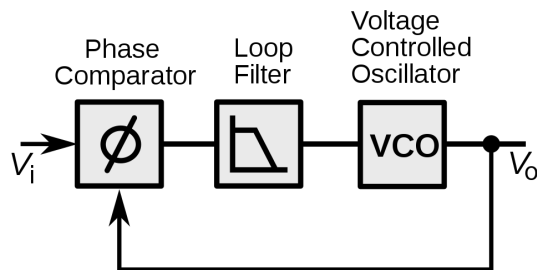 Phase
Comparator
Loop
Filter
Voltage
Controlled
Oscillator
Vi
ϕ
VCO
Vo